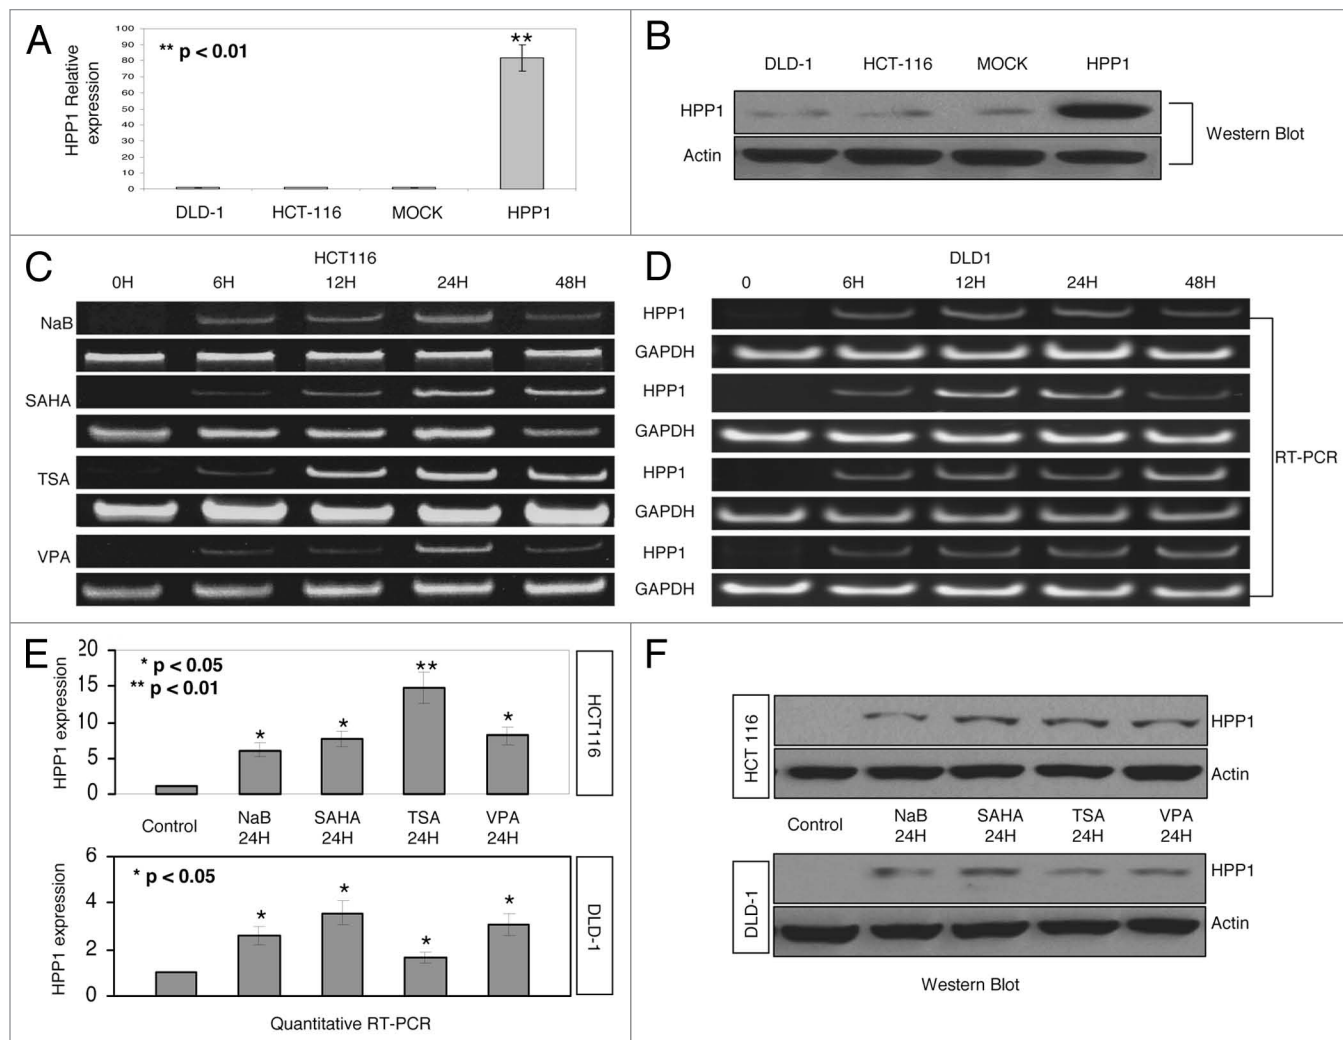 A
HPP1 Relative
expression
100
90
80
70
60
50
40
30
20
10
0
** p < 0.01
**
DLD-1 HCT-116 MOCK HPP1
B
DLD-1 HCT-116 MOCK HPP1
HPP1
Actin
Western Blot
C
HCT116
0H 6H 12H 24H 48H
NaB
SAHA
TSA
VPA
D
DLD1
0 6H 12H 24H 48H
HPP1
GAPDH
HPP1
GAPDH
HPP1
GAPDH
HPP1
GAPDH
RT-PCR
E
HPP1 expression
20
15
10
5
0
* p < 0.05
** p < 0.01
* * ** *
HCT116
Control NaB SAHA TSA VPA
24H 24H 24H 24H
HPP1 expression
6
4
2
0
* p < 0.05
* * * *
DLD-1
Quantitative RT-PCR
F
HCT 116
HPP1
Actin
Control NaB SAHA TSA VPA
24H 24H 24H 24H
DLD-1
HPP1
Actin
Western Blot